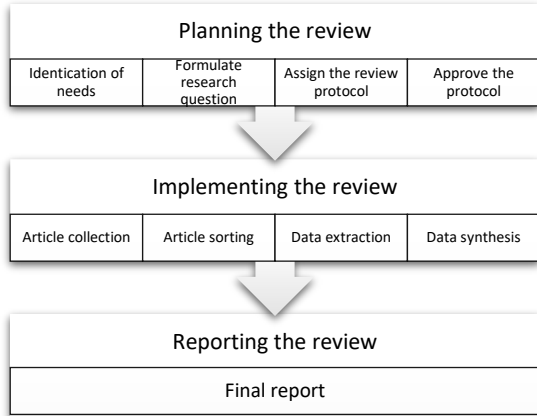 Planning the review
Identication of
needs
Formulate
research
question
Assign the review
protocol
Approve the
protocol
Implementing the review
Article collection
Article sorting
Data extraction
Data synthesis
Reporting the review
Final report